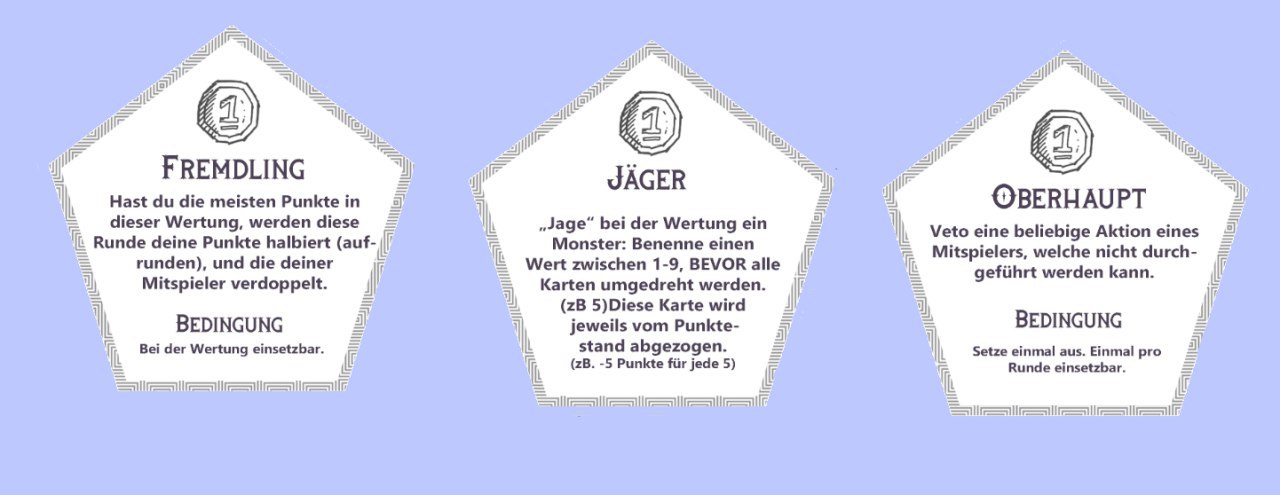 1
FREMDLING
Hast du die meisten Punkte in
dieser Wertung, werden diese
Runde deine Punkte halbiert (auf-
runden), und die deiner
Mitspieler verdoppelt.
BEDINGUNG
Bei der Wertung einsetzbar.
1
JÄGER
„Jage“ bei der Wertung ein
Monster: Benenne einen
Wert zwischen 1-9, BEVOR alle
Karten umgedreht werden.
(zB 5)Diese Karte wird
jeweils vom Punkte-
stand abgezogen.
(zB. -5 Punkte für jede 5)
1
OBERHAUPT
Veto eine beliebige Aktion eines
Mitspielers, welche nicht durch-
geführt werden kann.
BEDINGUNG
Setze einmal aus. Einmal pro
Runde einsetzbar.